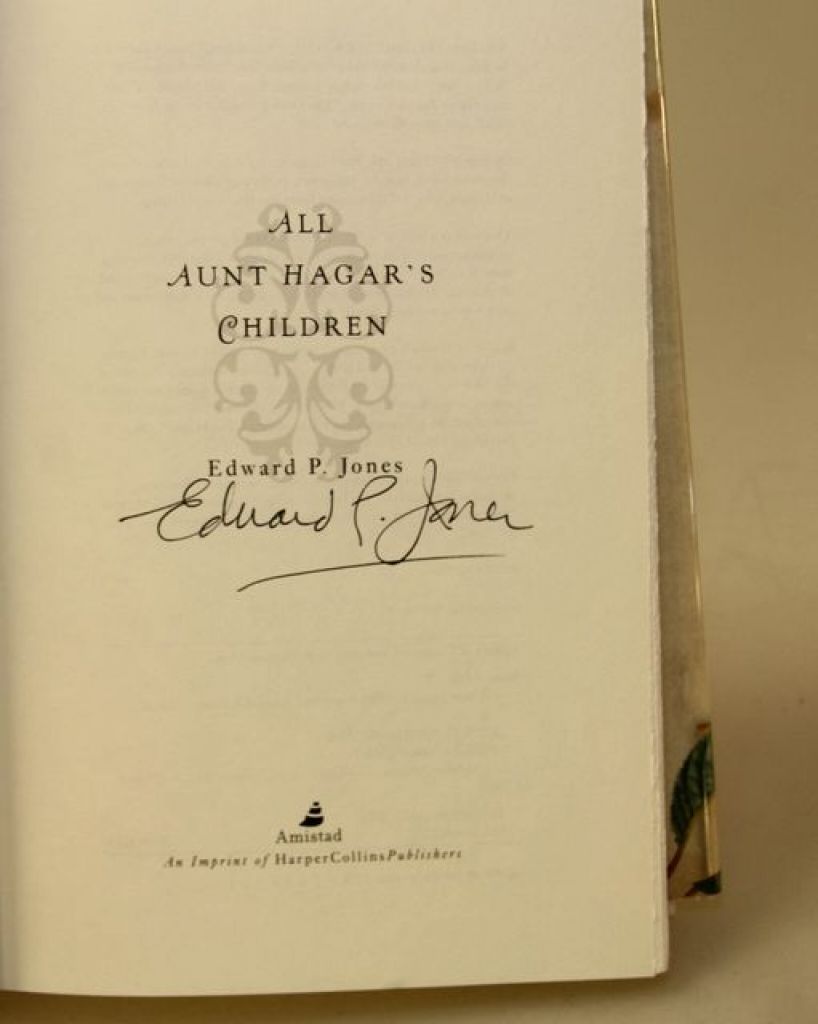 ALL
AUNT HAGAR'S
CHILDREN
Edward P. Jones
Edward P. Jones
Amistad
An Imprint of HarperCollinsPublishers